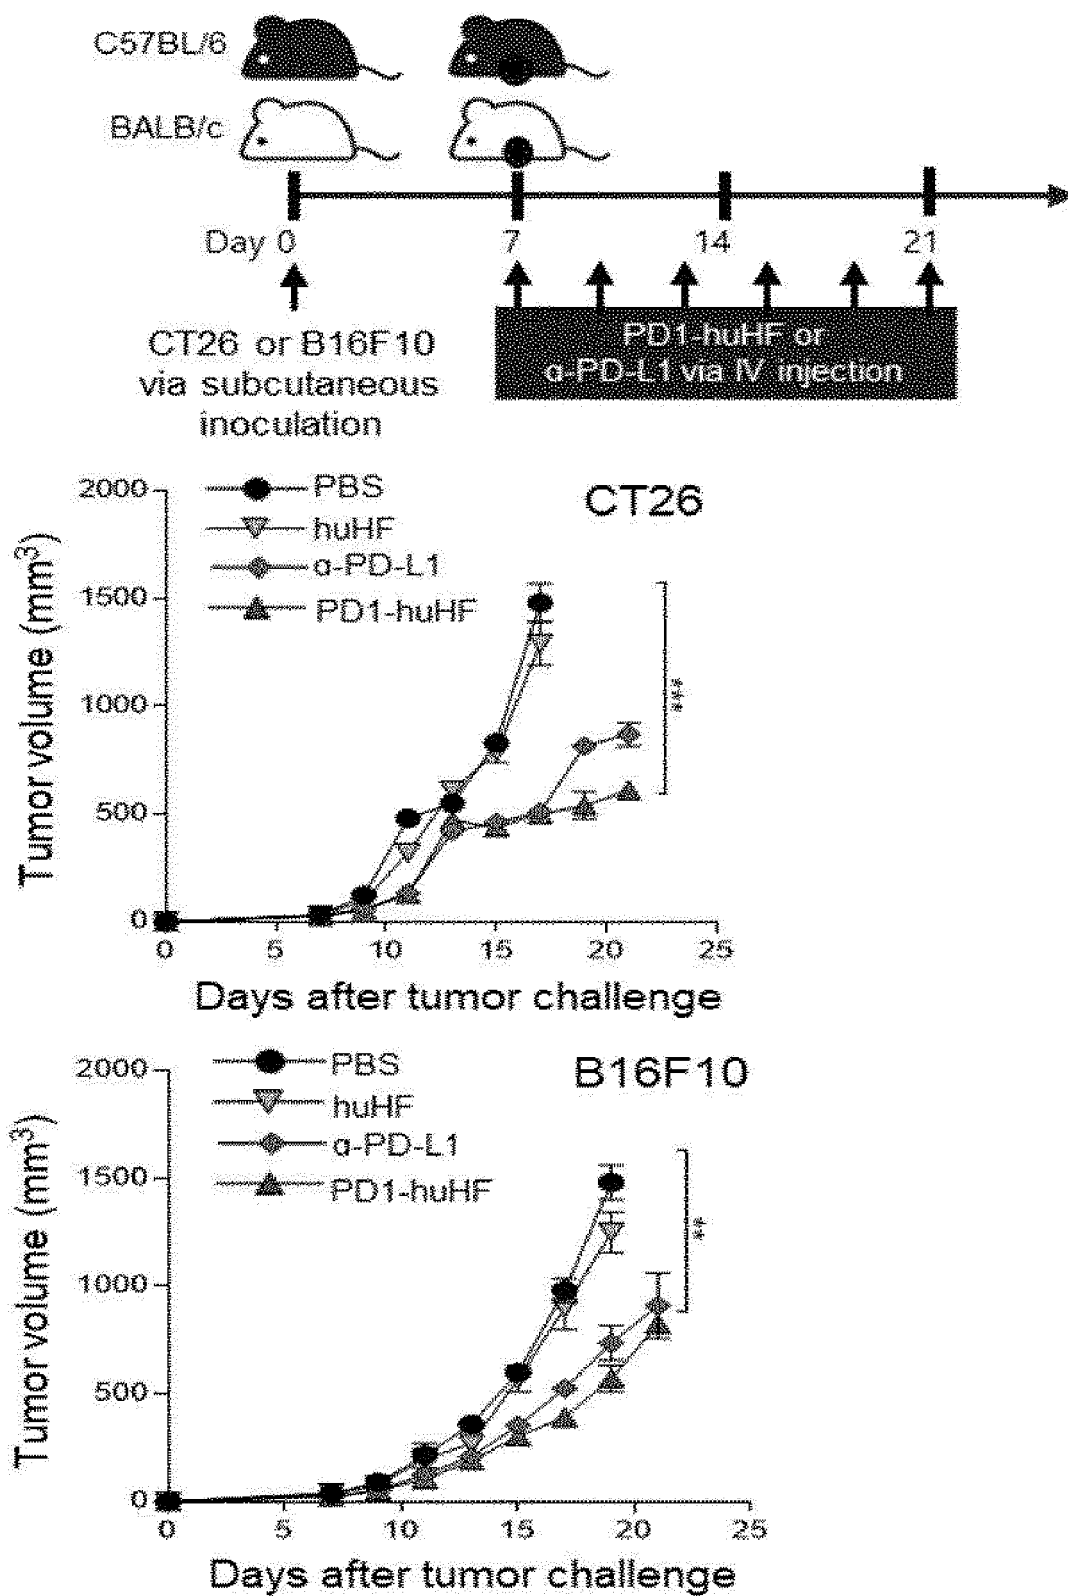 C57BL/6
BALB/c
Day 0 7 14 21
CT26 or B16F10
via subcutaneous
inoculation
PD1-huHF or
α-PD-L1 via IV injection
CT26
PBS
huHF
α-PD-L1
PD1-huHF
Tumor volume (mm³)
2000
1500
1000
500
0
***
0 5 10 15 20 25
Days after tumor challenge
B16F10
PBS
huHF
α-PD-L1
PD1-huHF
Tumor volume (mm³)
2000
1500
1000
500
0
**
0 5 10 15 20 25
Days after tumor challenge